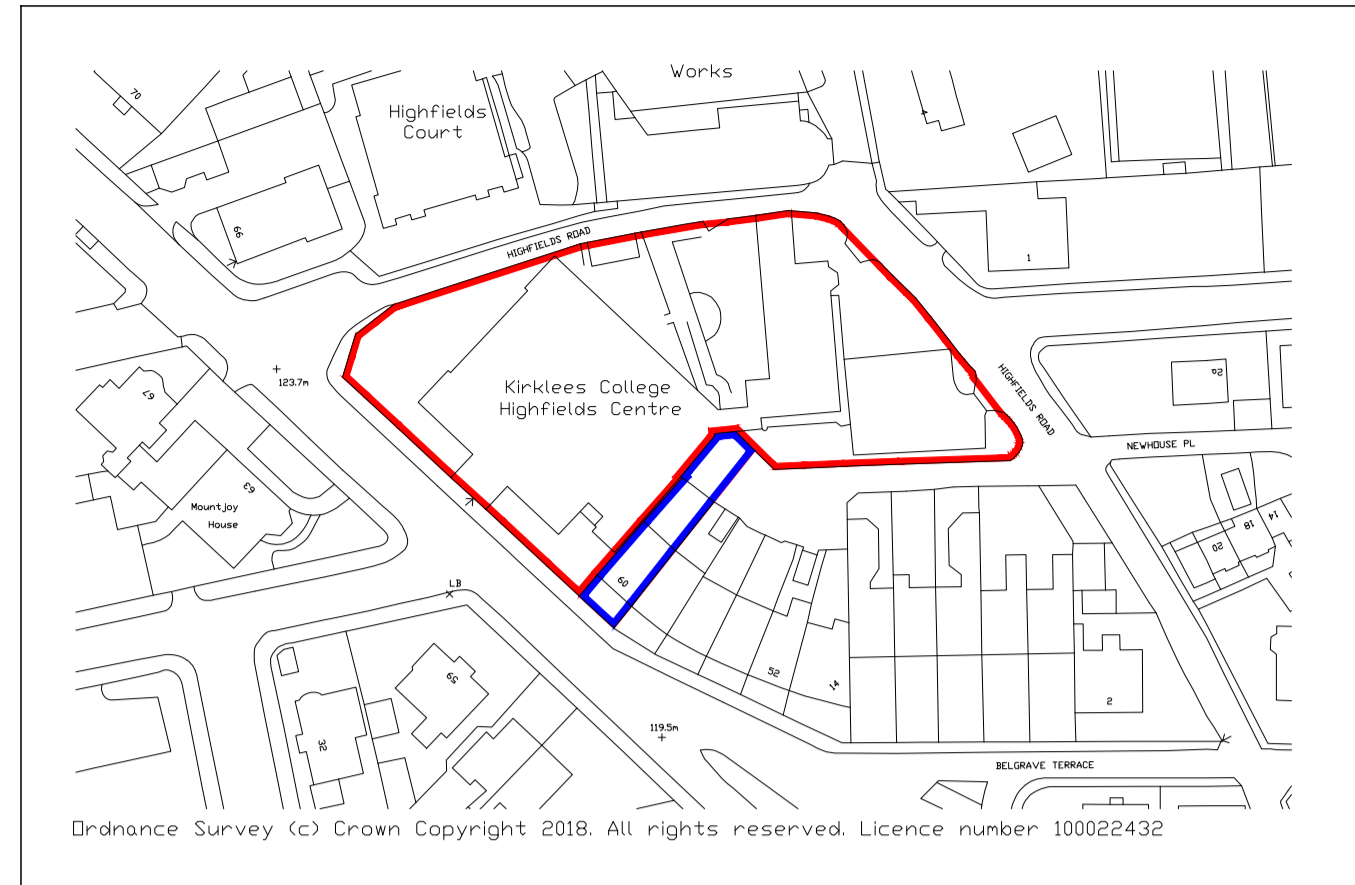 Works
70
Highfields
Court
66
HIGHFIELDS ROAD
1
123.7m
67
Kirklees College
Highfields Centre
HIGHFIELDS ROAD
2a
NEWHOUSE PL
63
Mountjoy
House
LB
60
14
18
20
59
52
14
2
32
119.5m
BELGRAVE TERRACE
Ordnance Survey (c) Crown Copyright 2018. All rights reserved. Licence number 100022432